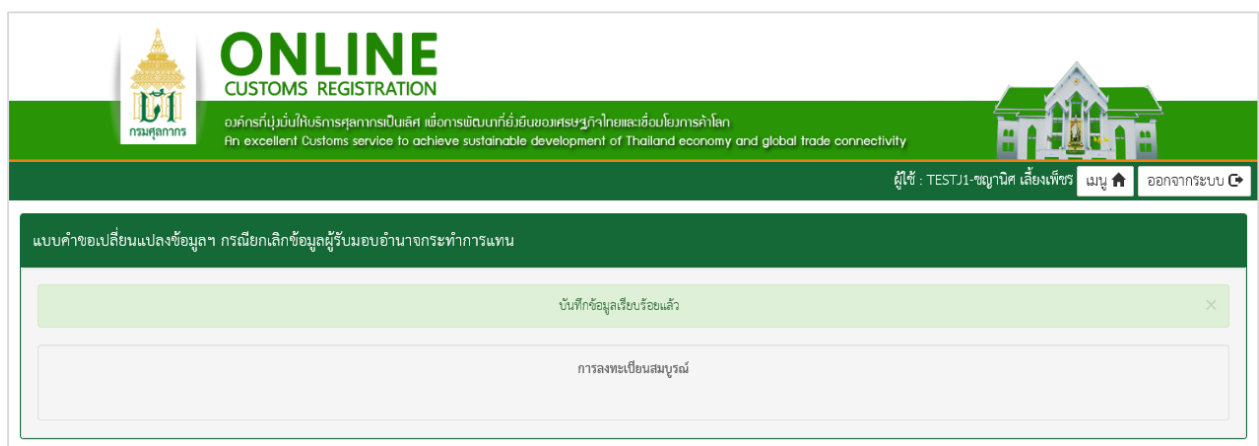 ONLINE
CUSTOMS REGISTRATION
กรมศุลกากร
องค์กรที่มุ่งมั่นให้บริการศุลกากรเป็นเลิศ เพื่อการพัฒนาที่ยั่งยืนของเศรษฐกิจไทยและเชื่อมโยงการค้าโลก
An excellent Customs service to achieve sustainable development of Thailand economy and global trade connectivity
ผู้ใช้ : TESTJ1-ชญานิศ เลี้ยงเพ็ชร เมนู ออกจากระบบ
แบบคำขอเปลี่ยนแปลงข้อมูลฯ กรณียกเลิกข้อมูลผู้รับมอบอำนาจกระทำการแทน
บันทึกข้อมูลเรียบร้อยแล้ว ×
การลงทะเบียนสมบูรณ์